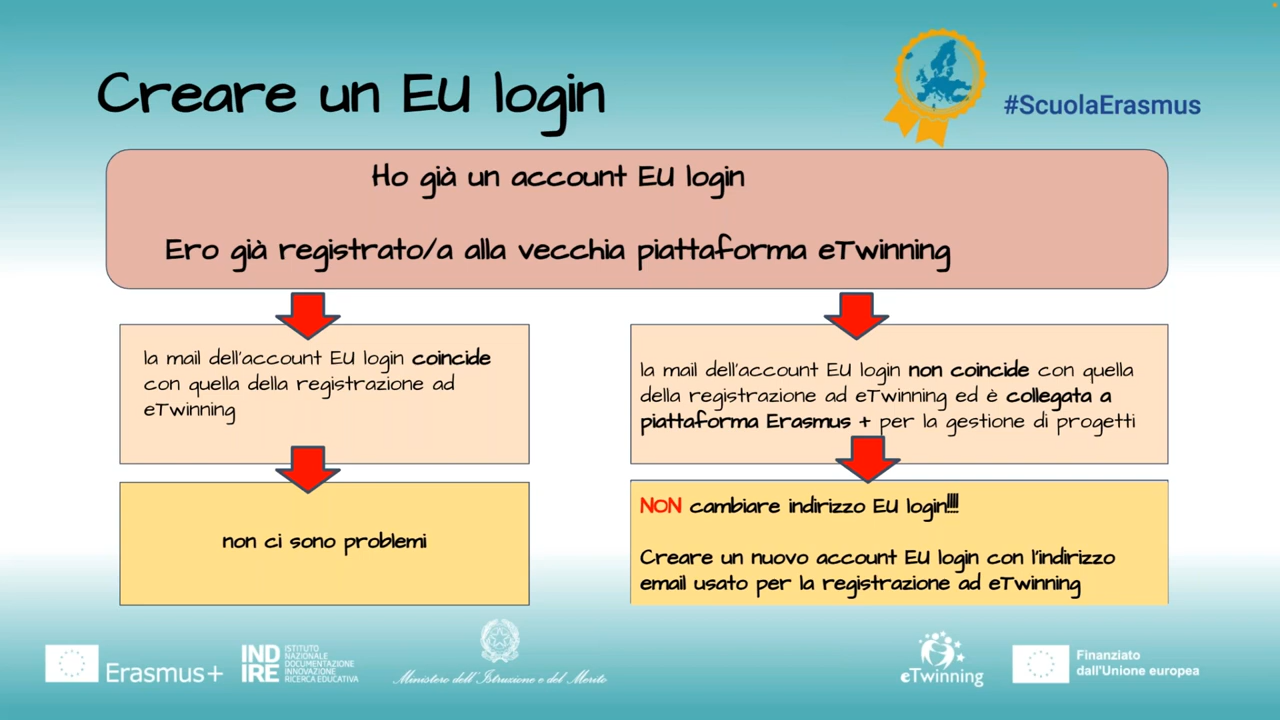 Creare un EU login
#ScuolaErasmus
Ho già un account EU login
Ero già registrato/a alla vecchia piattaforma eTwinning
la mail dell'account EU login coincide
con quella della registrazione ad
eTwinning
la mail dell'account EU login non coincide con quella
della registrazione ad eTwinning ed è collegata a
piattaforma Erasmus + per la gestione di progetti
non ci sono problemi
NON cambiare indirizzo EU login!!!!
Creare un nuovo account EU login con l'indirizzo
email usato per la registrazione ad eTwinning
Erasmus+
IND
IRE
ISTITUTO
NAZIONALE
DOCUMENTAZIONE
INNOVAZIONE
RICERCA EDUCATIVA
Ministero dell'Istruzione e del Merito
eTwinning
Finanziato
dall'Unione europea